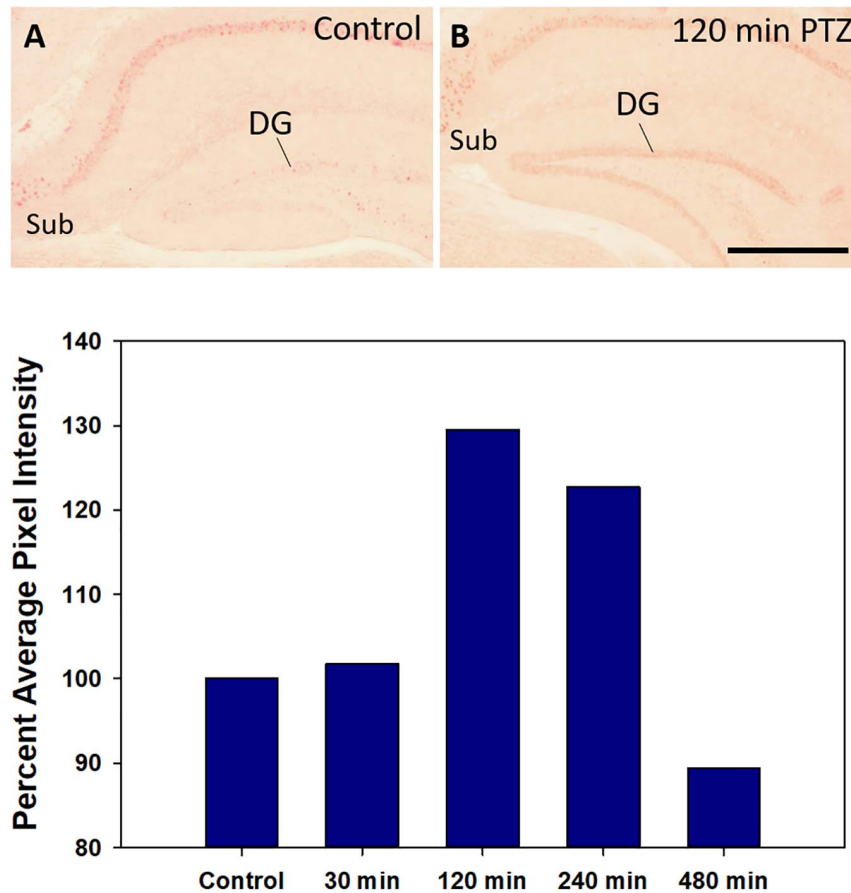 A Control
B 120 min PTZ
DG
Sub
DG
Sub
Percent Average Pixel Intensity
140
130
120
110
100
90
80
Control 30 min 120 min 240 min 480 min